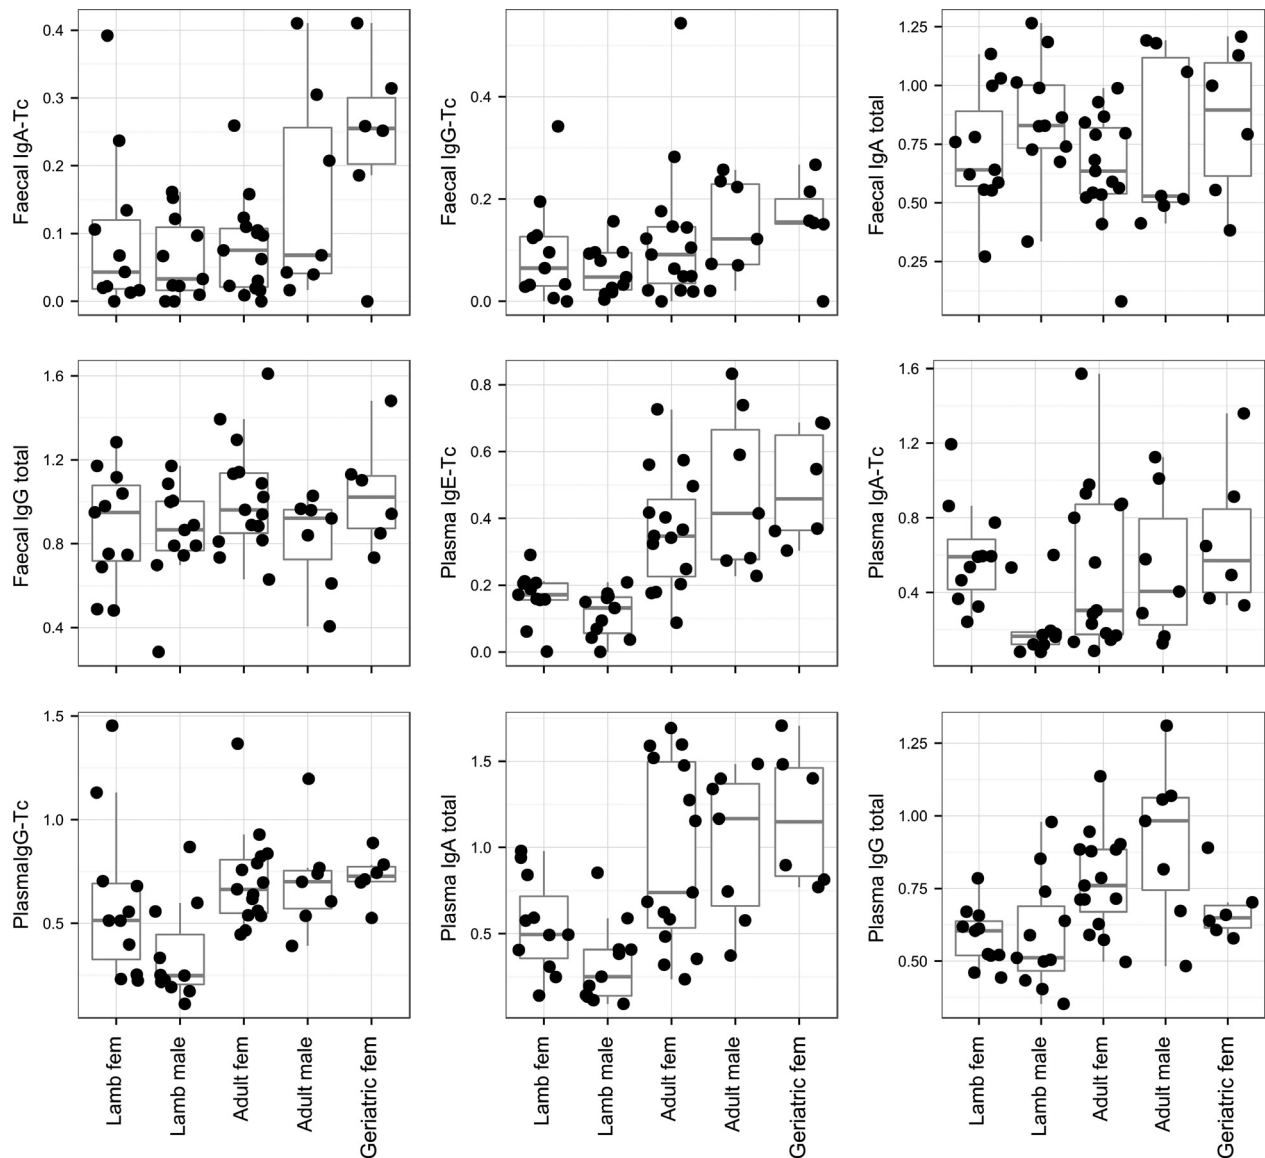 Faecal IgA-Tc
0.4
0.3
0.2
0.1
0.0
Faecal IgG-Tc
0.4
0.2
0.0
Faecal IgA total
1.25
1.00
0.75
0.50
0.25
Faecal IgG total
1.6
1.2
0.8
0.4
Plasma IgE-Tc
0.8
0.6
0.4
0.2
0.0
Plasma IgA-Tc
1.6
1.2
0.8
0.4
PlasmaIgG-Tc
1.5
1.0
0.5
Plasma IgA total
1.5
1.0
0.5
Plasma IgG total
1.25
1.00
0.75
0.50
Lamb fem
Lamb male
Adult fem
Adult male
Geriatric fem
Lamb fem
Lamb male
Adult fem
Adult male
Geriatric fem
Lamb fem
Lamb male
Adult fem
Adult male
Geriatric fem